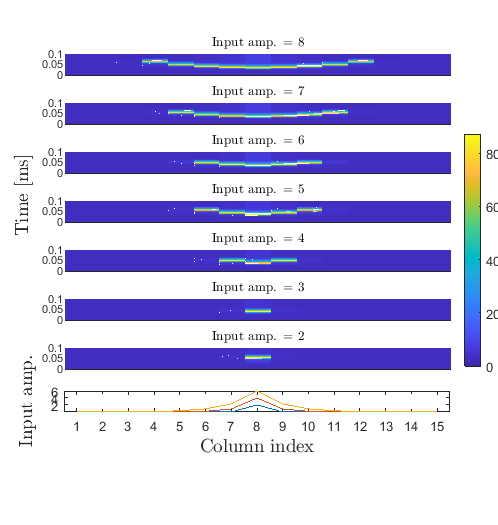 Input amp. = 8
0.1
0.05
0
Input amp. = 7
0.1
0.05
0
Input amp. = 6
0.1
0.05
0
Input amp. = 5
0.1
0.05
0
Input amp. = 4
0.1
0.05
0
Input amp. = 3
0.1
0.05
0
Input amp. = 2
0.1
0.05
0
Time [ms]
80
60
40
20
0
Input amp.
6
4
2
1 2 3 4 5 6 7 8 9 10 11 12 13 14 15
Column index